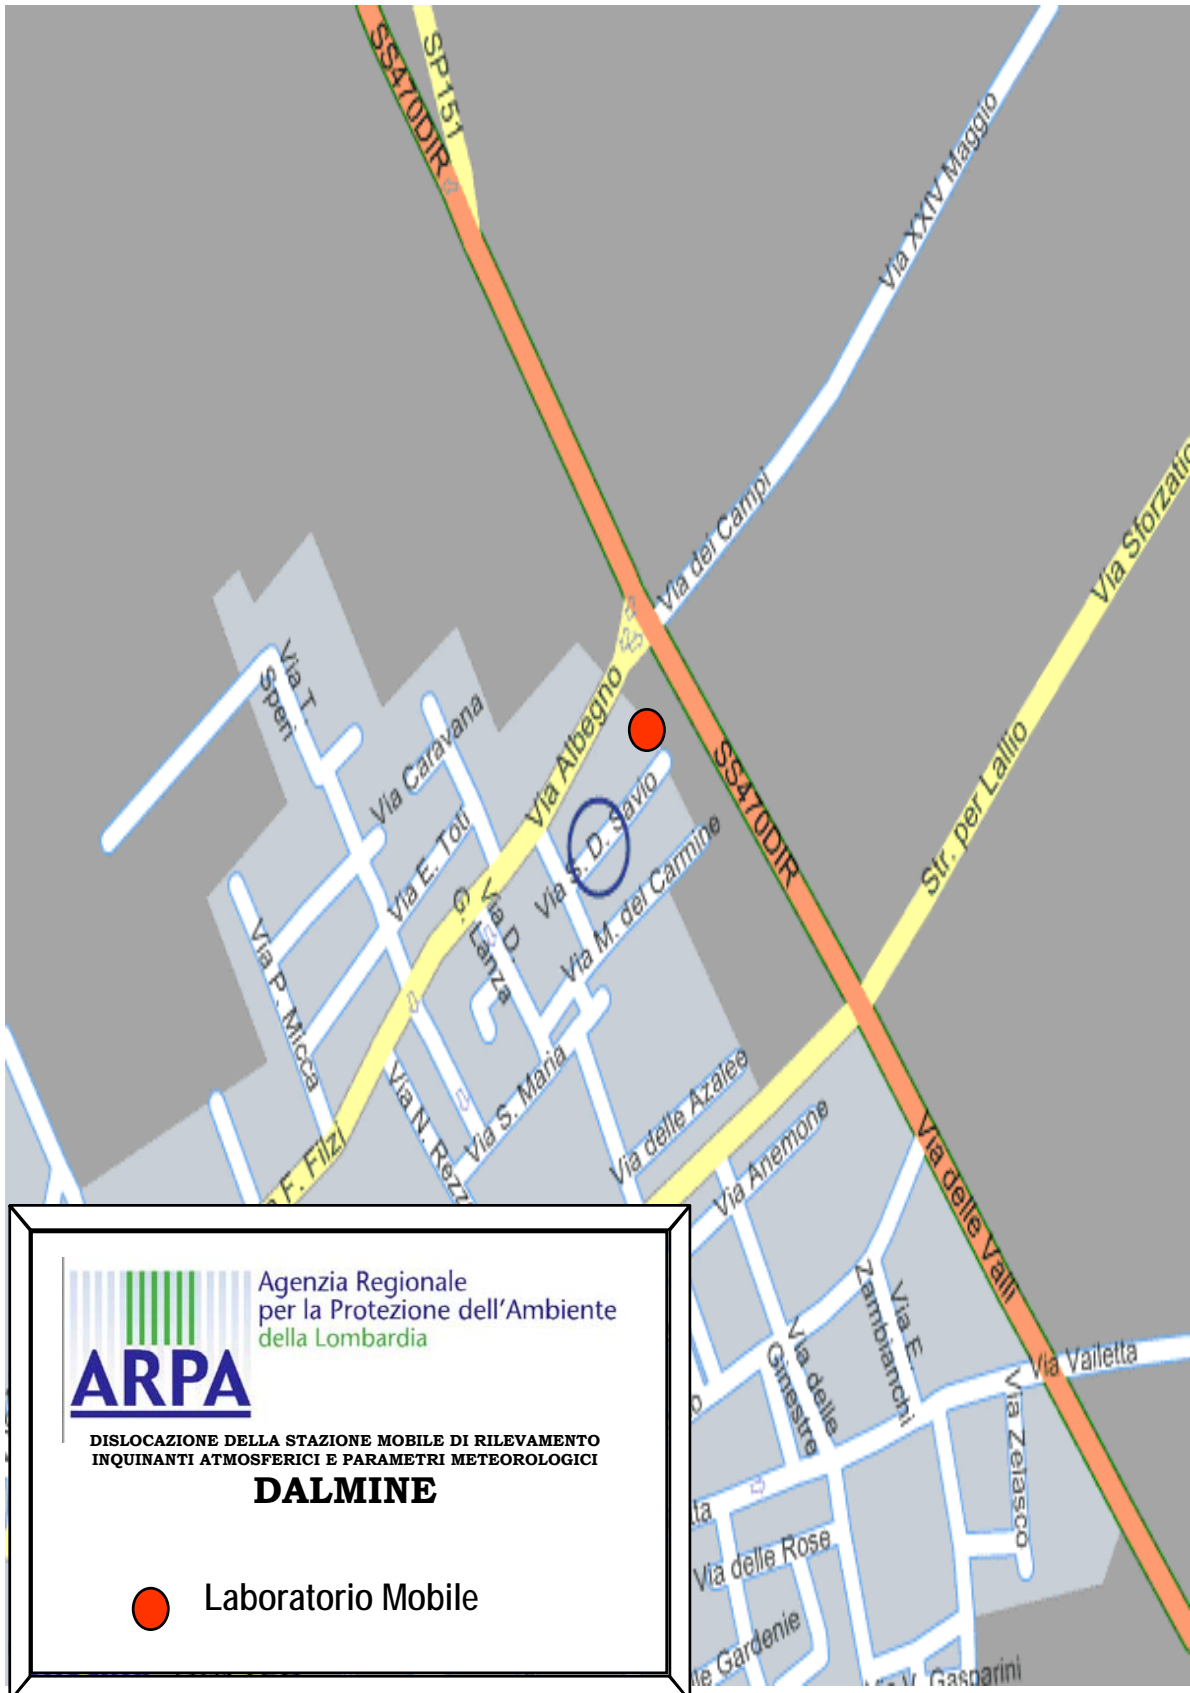 SS470DIR
SP151
Via XXIV Maggio
Via dei Campi
Via Sforzatic
Via T.
Speri
Via Caravana
Via Albegno
Via E. Toti
SS470DIR
Str. per Lallio
Via S. D. Savio
Via M. del Carmine
Via D.
G. Lanza
Via P. Micca
Via N. Rezz
Via S. Maria
Via delle Azalee
F. Filzi
Via Anemone
Via delle Valli
Via E.
Zambianchi
Via delle
Ginestre
Via Vailetta
Via Zelasco
Via delle Rose
Gardenie
Via V. Gasparini
ARPA
Agenzia Regionale
per la Protezione dell'Ambiente
della Lombardia
DISLOCAZIONE DELLA STAZIONE MOBILE DI RILEVAMENTO
INQUINANTI ATMOSFERICI E PARAMETRI METEOROLOGICI
DALMINE
Laboratorio Mobile